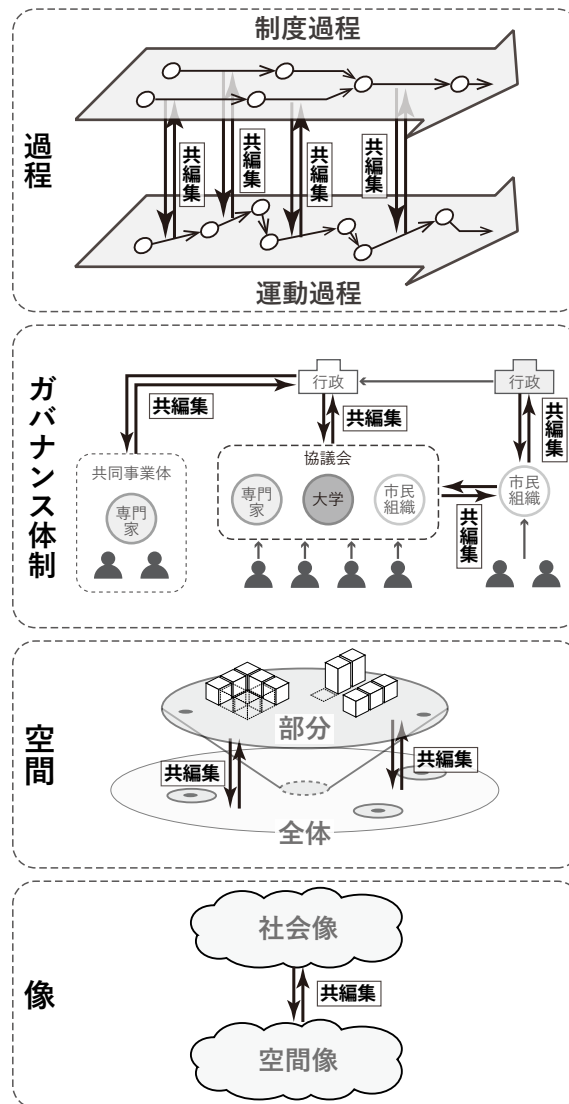 過程
制度過程
共編集
共編集
共編集
共編集
運動過程
ガバナンス体制
行政
行政
共編集
共編集
共編集
共同事業体
専門
家
協議会
専門
家
大学
市民
組織
共編集
市民
組織
空間
部分
共編集
共編集
全体
像
社会像
共編集
空間像